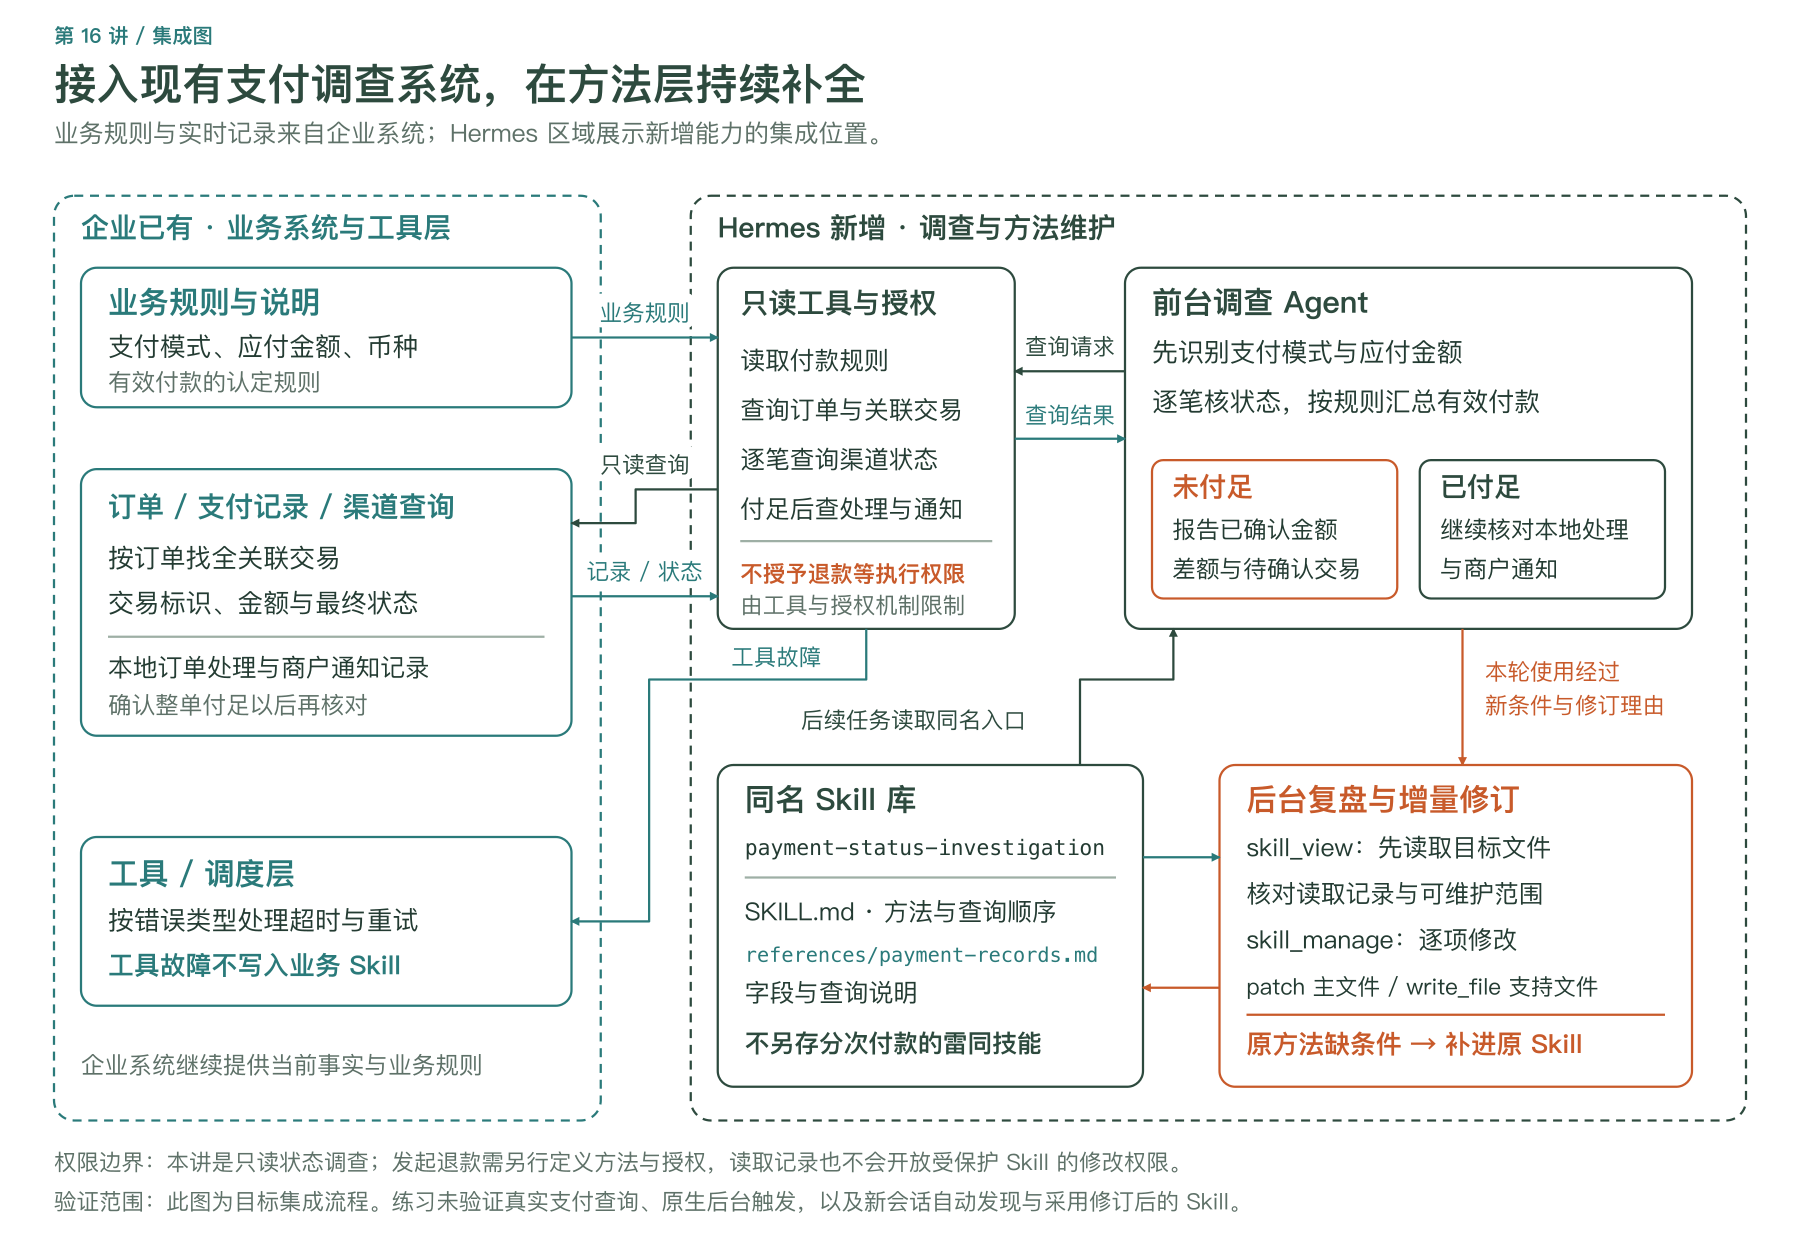 第 16 讲 / 集成图
接入现有支付调查系统，在方法层持续补全
业务规则与实时记录来自企业系统；Hermes 区域展示新增能力的集成位置。
企业已有 · 业务系统与工具层
业务规则与说明
支付模式、应付金额、币种
有效付款的认定规则
订单 / 支付记录 / 渠道查询
按订单找全关联交易
交易标识、金额与最终状态
本地订单处理与商户通知记录
确认整单付足以后再核对
工具 / 调度层
按错误类型处理超时与重试
工具故障不写入业务 Skill
企业系统继续提供当前事实与业务规则
业务规则
只读查询
记录 / 状态
工具故障
Hermes 新增 · 调查与方法维护
只读工具与授权
读取付款规则
查询订单与关联交易
逐笔查询渠道状态
付足后查处理与通知
不授予退款等执行权限
由工具与授权机制限制
查询请求
查询结果
前台调查 Agent
先识别支付模式与应付金额
逐笔核状态，按规则汇总有效付款
未付足
报告已确认金额
差额与待确认交易
已付足
继续核对本地处理
与商户通知
后续任务读取同名入口
本轮使用经过
新条件与修订理由
同名 Skill 库
payment-status-investigation
SKILL.md · 方法与查询顺序
references/payment-records.md
字段与查询说明
不另存分次付款的雷同技能
后台复盘与增量修订
skill_view：先读取目标文件
核对读取记录与可维护范围
skill_manage：逐项修改
patch 主文件 / write_file 支持文件
原方法缺条件 → 补进原 Skill
权限边界：本讲是只读状态调查；发起退款需另行定义方法与授权，读取记录也不会开放受保护 Skill 的修改权限。
验证范围：此图为目标集成流程。练习未验证真实支付查询、原生后台触发，以及新会话自动发现与采用修订后的 Skill。